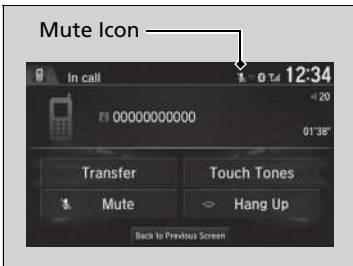 Mute Icon
In call 12:34
20
00000000000
01'38"
Transfer Touch Tones
Mute Hang Up
Back to Previous Screen